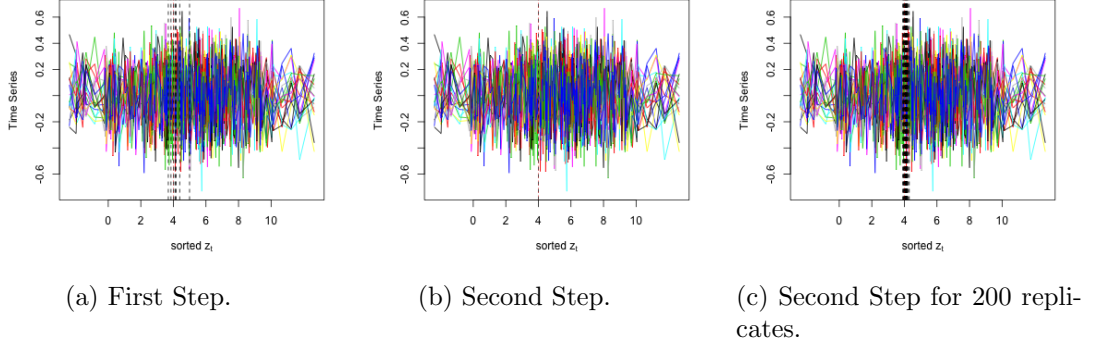 Time Series
0.6
0.4
0.2
-0.2
-0.6
0 2 4 6 8 10
sorted zt
(a) First Step.
Time Series
0.6
0.4
0.2
-0.2
-0.6
0 2 4 6 8 10
sorted zt
(b) Second Step.
Time Series
0.6
0.4
0.2
-0.2
-0.6
0 2 4 6 8 10
sorted zt
(c) Second Step for 200 repli-
cates.